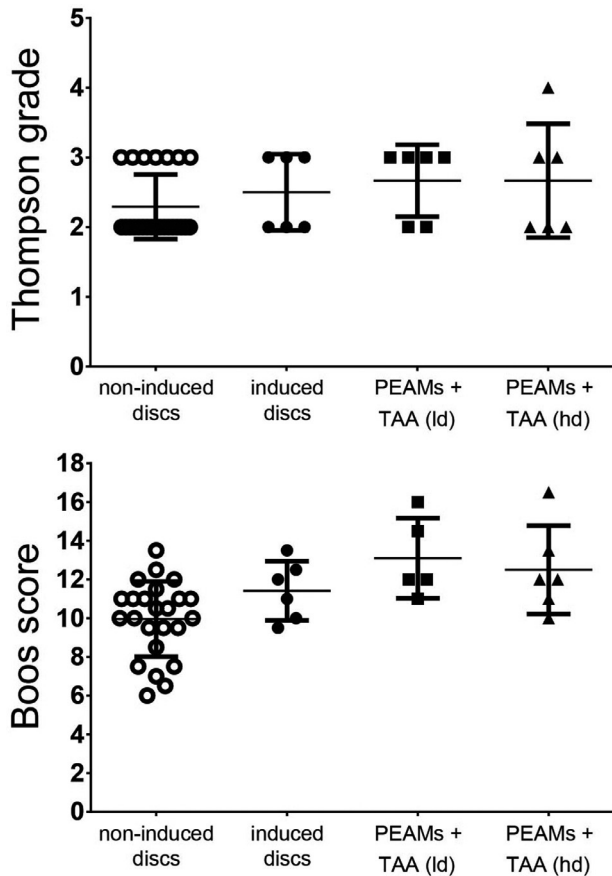 Thompson grade
5
4
3
2
1
0
non-induced discs
induced discs
PEAMs + TAA (ld)
PEAMs + TAA (hd)
Boos score
18
16
14
12
10
8
6
4
2
0
non-induced discs
induced discs
PEAMs + TAA (ld)
PEAMs + TAA (hd)